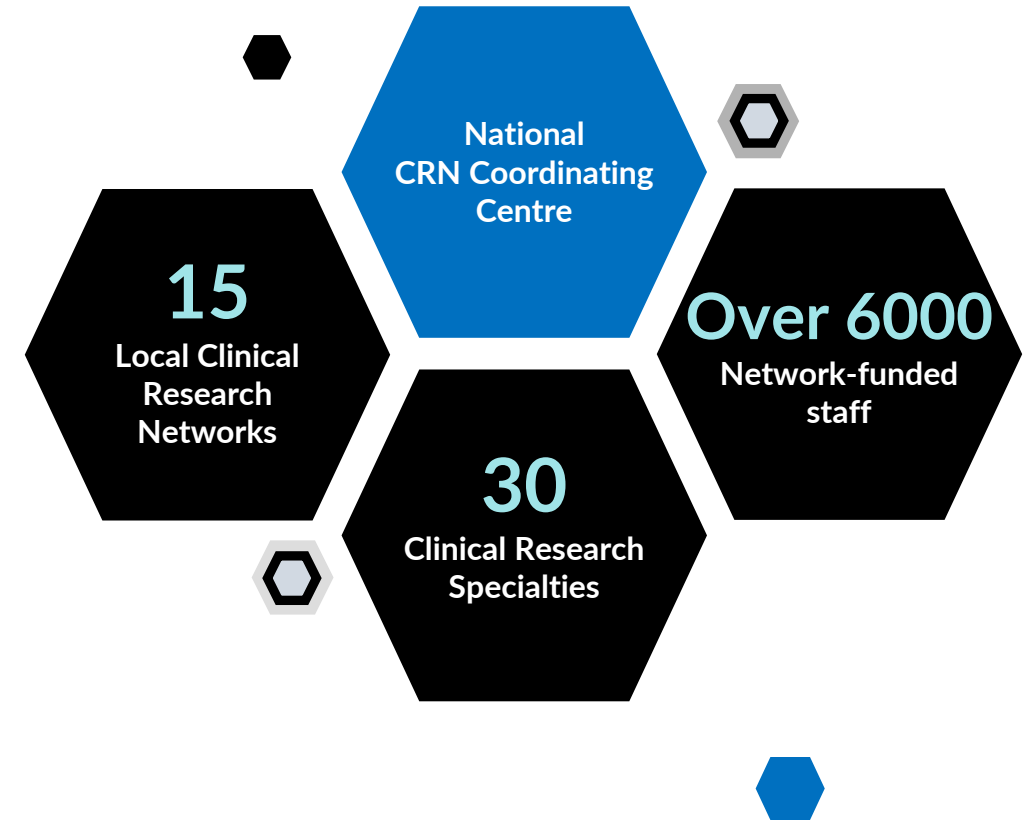 National
CRN Coordinating
Centre
15
Local Clinical
Research
Networks
Over 6000
Network-funded
staff
30
Clinical Research
Specialties